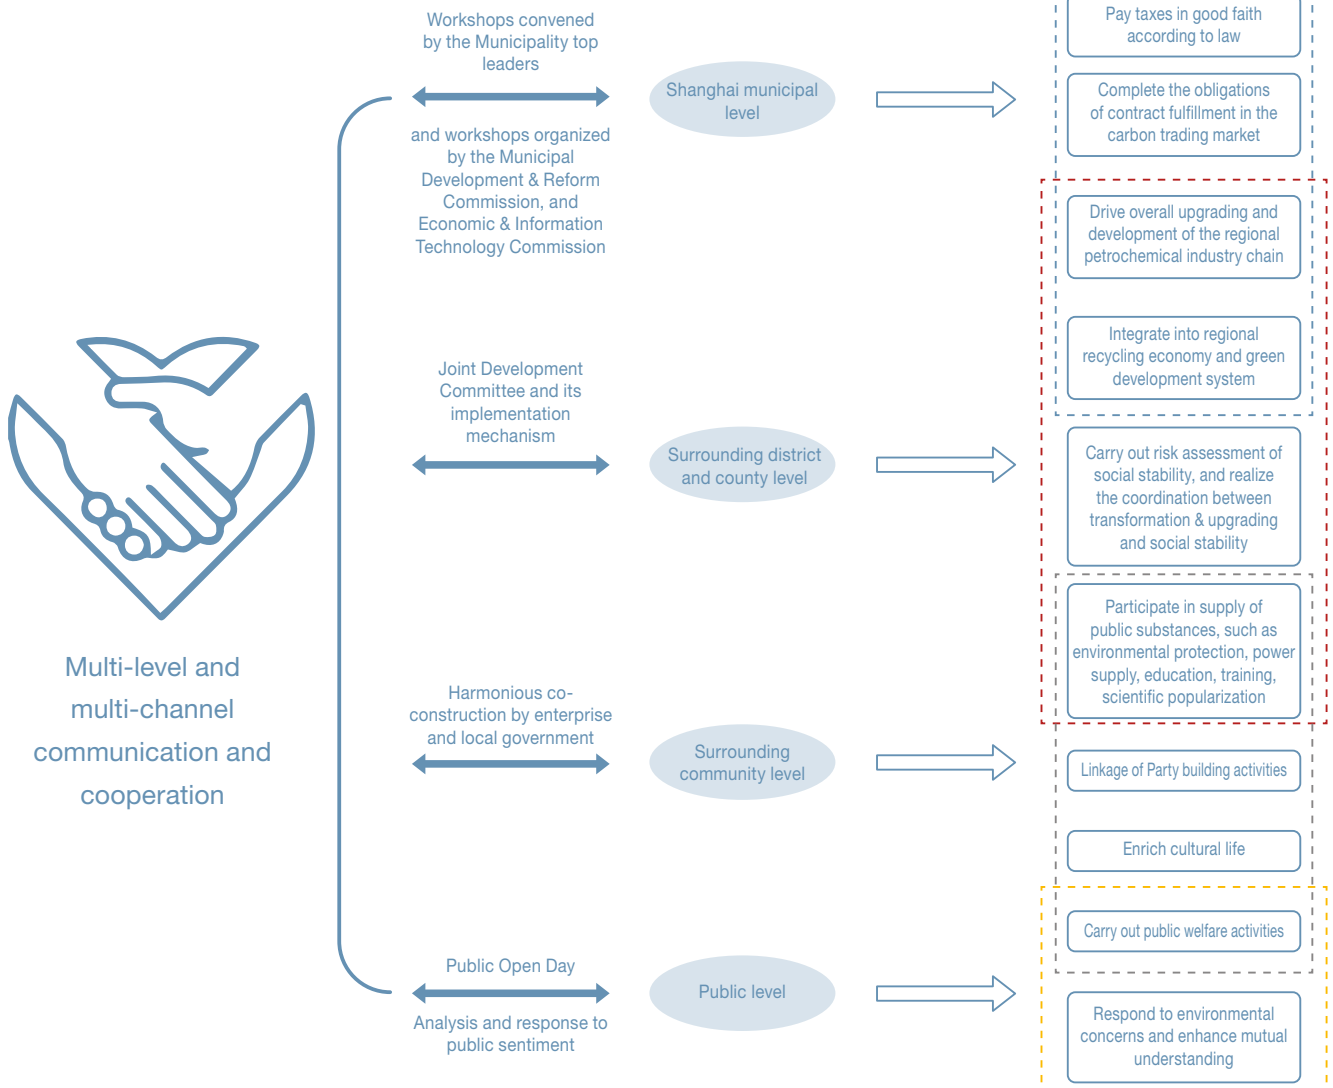 Multi-level and
multi-channel
communication and
cooperation
Workshops convened
by the Municipality top
leaders
and workshops organized
by the Municipal
Development & Reform
Commission, and
Economic & Information
Technology Commission
Shanghai municipal
level
Joint Development
Committee and its
implementation
mechanism
Surrounding district
and county level
Harmonious co-
construction by enterprise
and local government
Surrounding
community level
Public Open Day
Analysis and response to
public sentiment
Public level
Pay taxes in good faith
according to law
Complete the obligations
of contract fulfillment in the
carbon trading market
Drive overall upgrading and
development of the regional
petrochemical industry chain
Integrate into regional
recycling economy and green
development system
Carry out risk assessment of
social stability, and realize
the coordination between
transformation & upgrading
and social stability
Participate in supply of
public substances, such as
environmental protection, power
supply, education, training,
scientific popularization
Linkage of Party building activities
Enrich cultural life
Carry out public welfare activities
Respond to environmental
concerns and enhance mutual
understanding